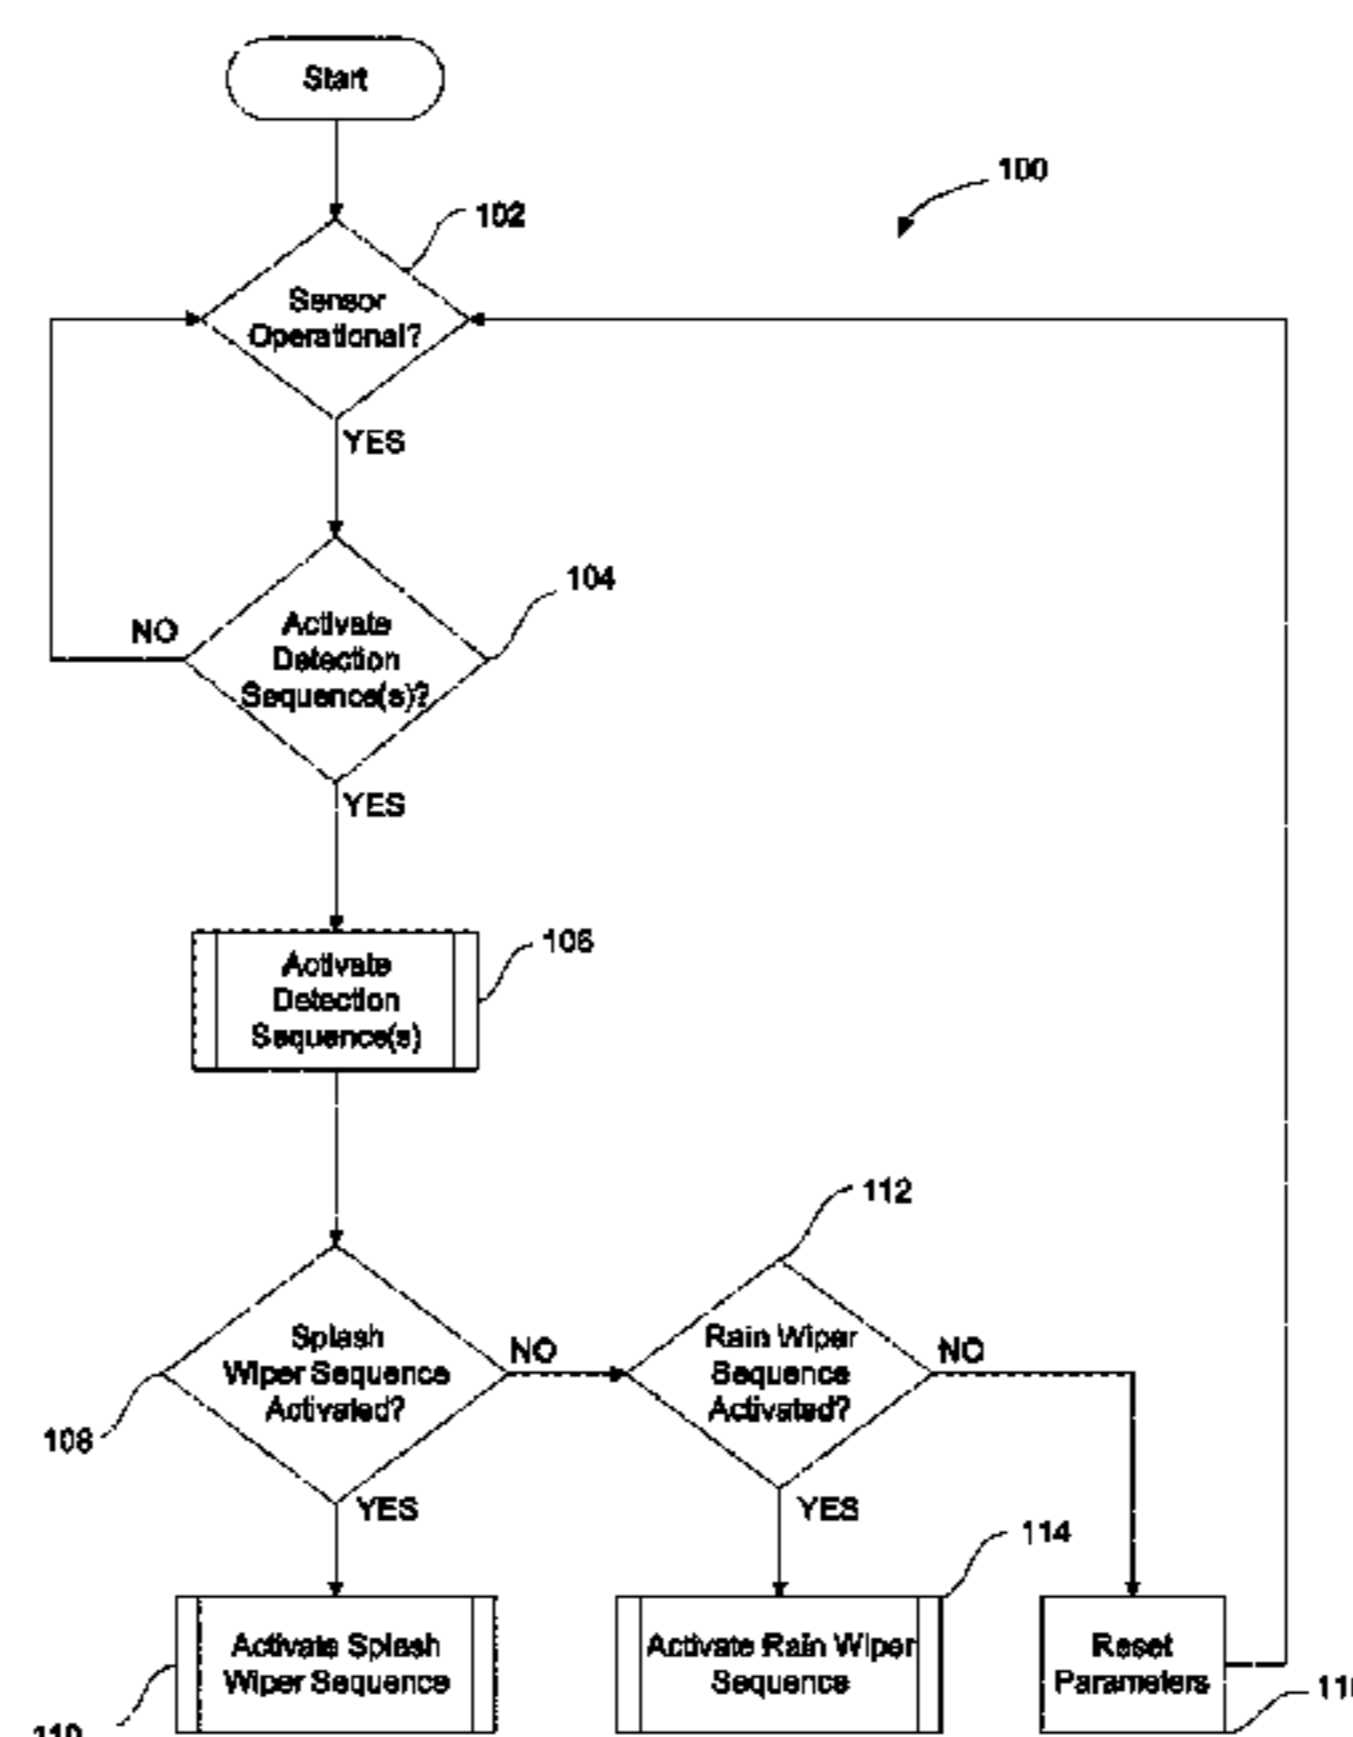 Start
100
102
Sensor
Operational?
YES
104
NO
Activate
Detection
Sequence(s)?
YES
106
Activate
Detection
Sequence(s)
112
Splash
Wiper Sequence
Activated?
NO
Rain Wiper
Sequence
Activated?
NO
108
YES
YES
114
Activate Splash
Wiper Sequence
Activate Rain Wiper
Sequence
Reset
Parameters
110